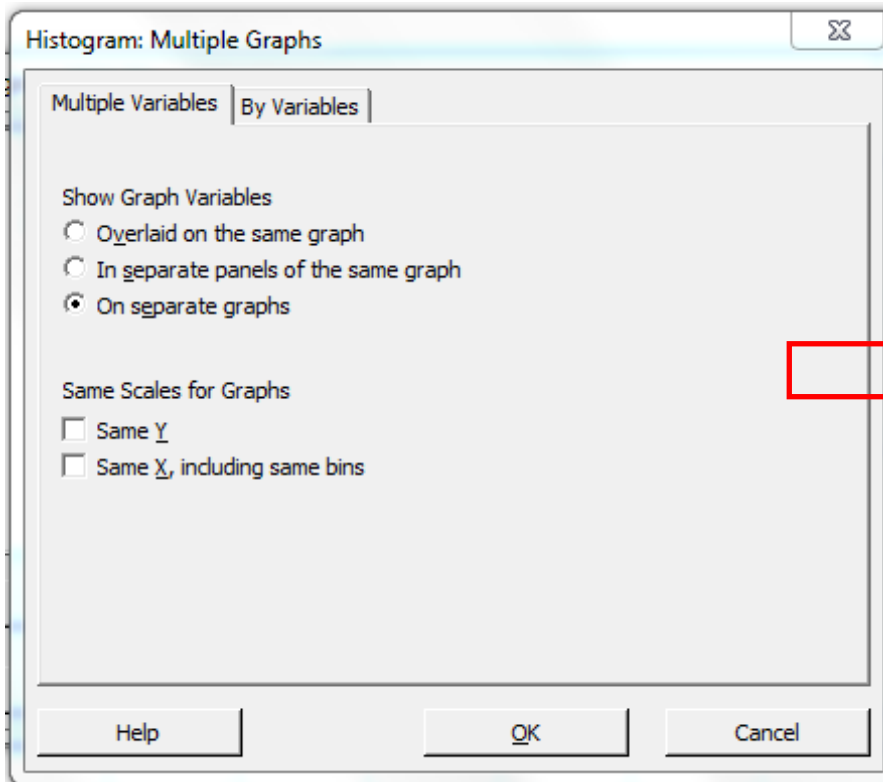 Histogram: Multiple Graphs
Multiple Variables By Variables
Show Graph Variables
Overlaid on the same graph
In separate panels of the same graph
On separate graphs
Same Scales for Graphs
Same Y
Same X, including same bins
Help OK Cancel